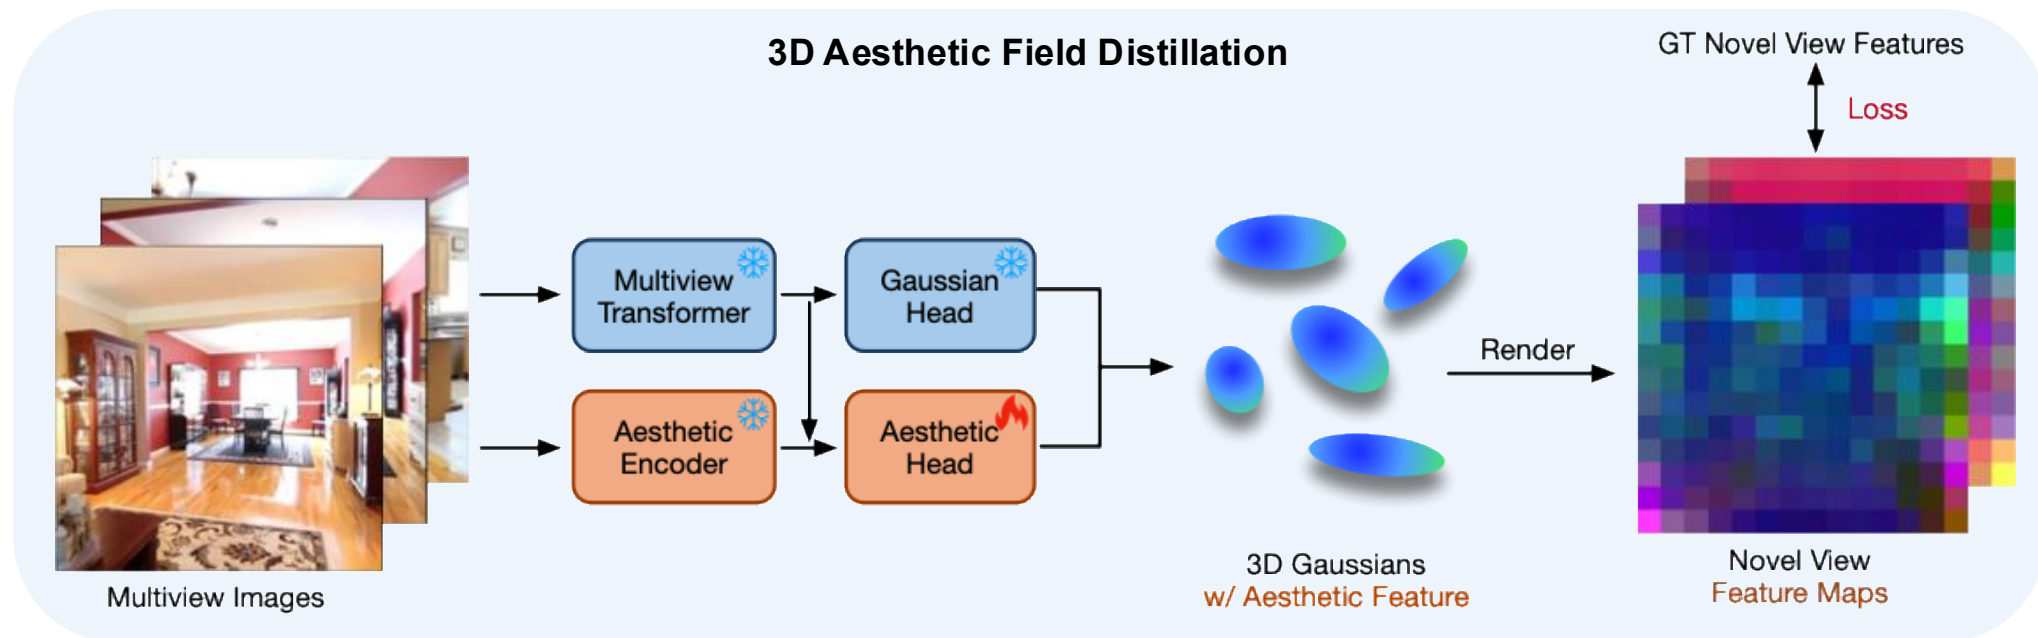 3D Aesthetic Field Distillation
GT Novel View Features
Loss
Multiview
Transformer
Gaussian
Head
Aesthetic
Encoder
Aesthetic
Head
Render
Multiview Images
3D Gaussians
w/ Aesthetic Feature
Novel View
Feature Maps